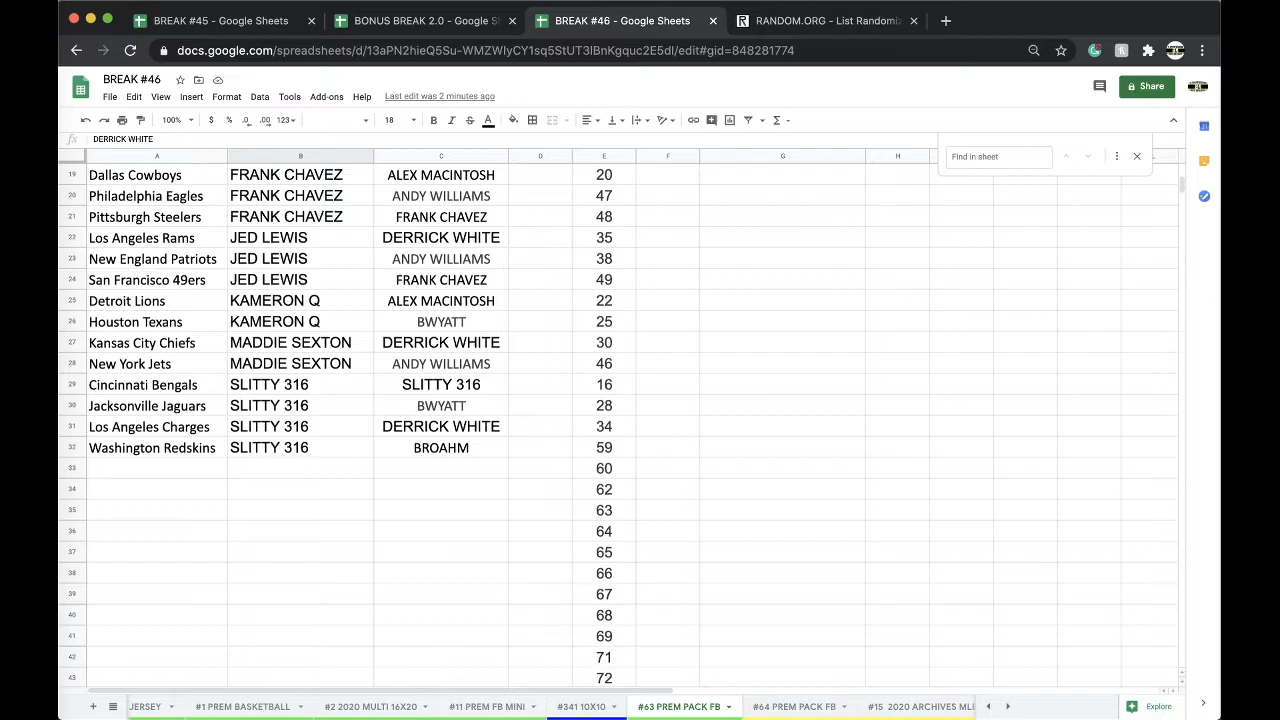 BREAK #45 - Google Sheets
BONUS BREAK 2.0 - Google S
BREAK #46 - Google Sheets
RANDOM.ORG - List Randomiz
docs.google.com/spreadsheets/d/13aPN2hieQ5Su-WMZWIyCY1sq5StUT3lBnKgquc2E5dI/edit#gid=848281774
BREAK #46
File Edit View Insert Format Data Tools Add-ons Help Last edit was 2 minutes ago
Share
100% $ % .0 .00 123 18 B I S A
fx DERRICK WHITE
Find in sheet
A B C D E F G H
19 Dallas Cowboys FRANK CHAVEZ ALEX MACINTOSH 20
20 Philadelphia Eagles FRANK CHAVEZ ANDY WILLIAMS 47
21 Pittsburgh Steelers FRANK CHAVEZ FRANK CHAVEZ 48
22 Los Angeles Rams JED LEWIS DERRICK WHITE 35
23 New England Patriots JED LEWIS ANDY WILLIAMS 38
24 San Francisco 49ers JED LEWIS FRANK CHAVEZ 49
25 Detroit Lions KAMERON Q ALEX MACINTOSH 22
26 Houston Texans KAMERON Q BWYATT 25
27 Kansas City Chiefs MADDIE SEXTON DERRICK WHITE 30
28 New York Jets MADDIE SEXTON ANDY WILLIAMS 46
29 Cincinnati Bengals SLITTY 316 SLITTY 316 16
30 Jacksonville Jaguars SLITTY 316 BWYATT 28
31 Los Angeles Charges SLITTY 316 DERRICK WHITE 34
32 Washington Redskins SLITTY 316 BROAHM 59
33 60
34 62
35 63
36 64
37 65
38 66
39 67
40 68
41 69
42 71
43 72
JERSEY #1 PREM BASKETBALL #2 2020 MULTI 16X20 #11 PREM FB MINI #341 10X10 #63 PREM PACK FB #64 PREM PACK FB #15 2020 ARCHIVES MLB Explore